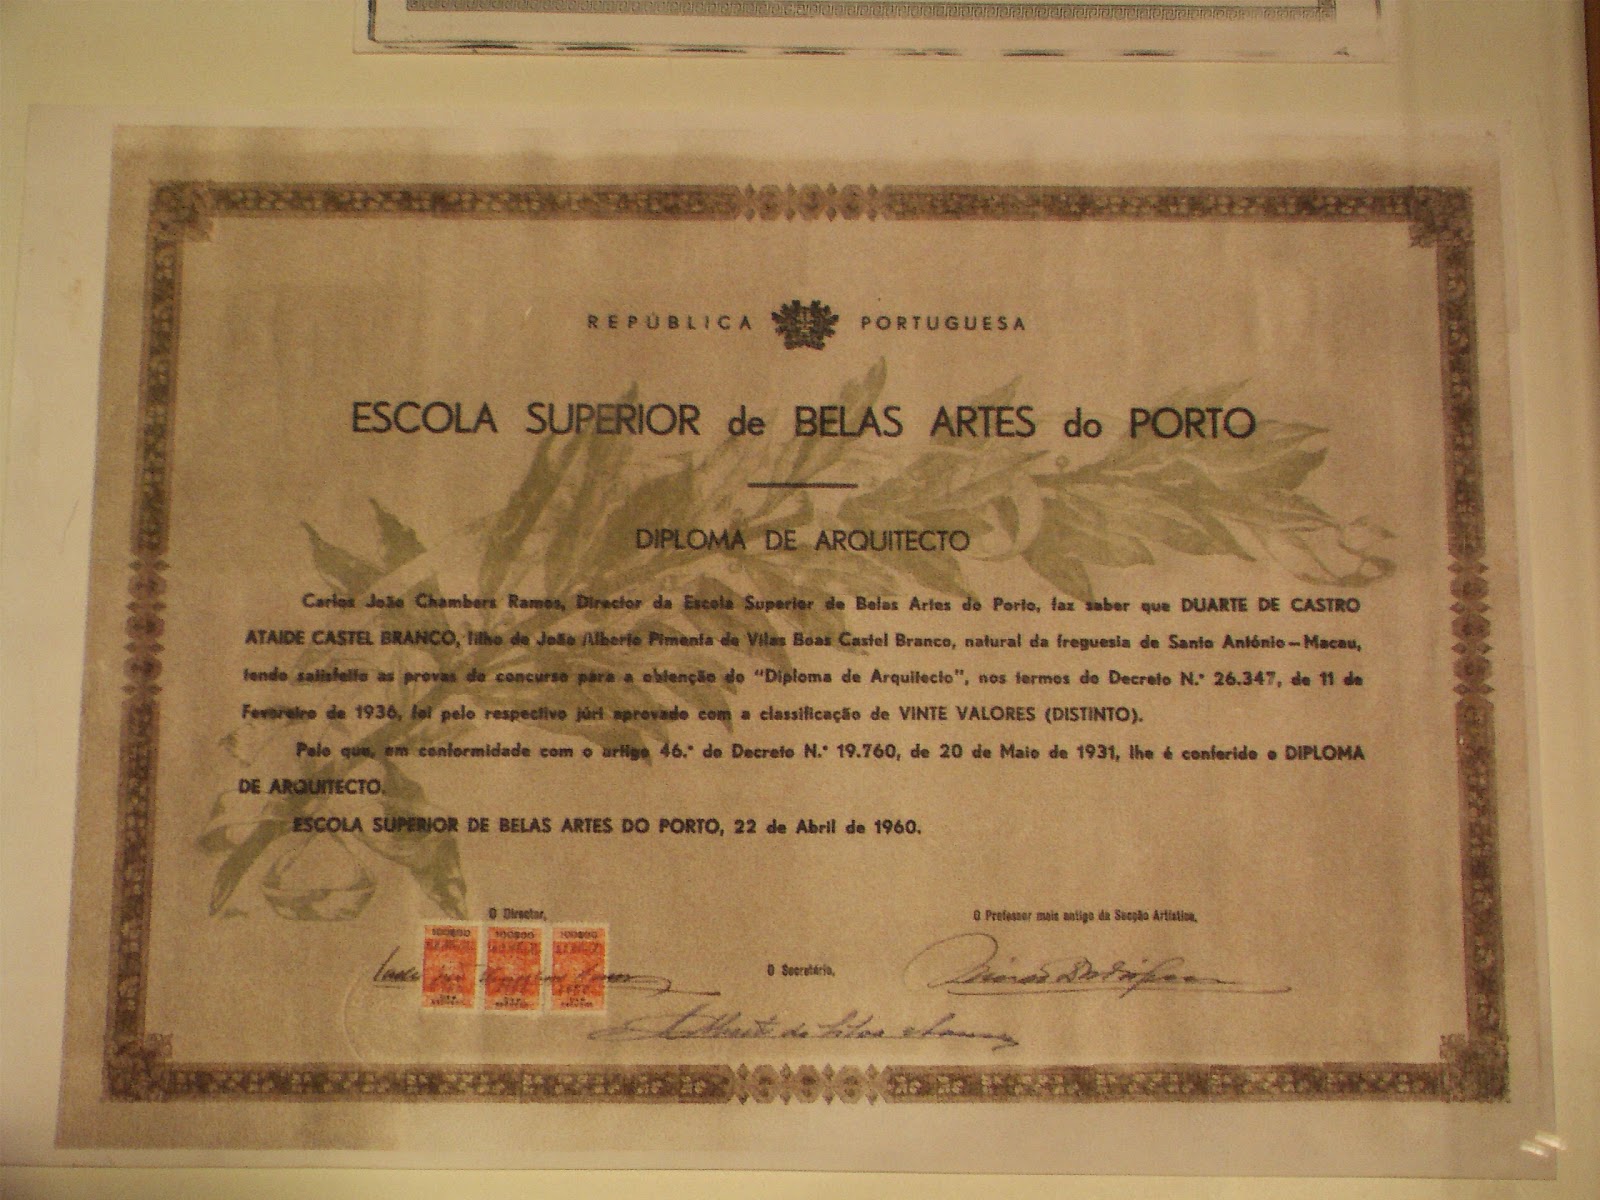 REPÚBLICA PORTUGUESA
ESCOLA SUPERIOR de BELAS ARTES do PORTO
DIPLOMA DE ARQUITECTO
Carlos João Chambers Ramos, Director da Escola Superior de Belas Artes do Porto, faz saber que DUARTE DE CASTRO
ATAIDE CASTEL BRANCO, filho de João Alberto Pimenta de Vilas Boas Castel Branco, natural da freguesia de Santo António — Macau,
tendo satisfeito as provas do concurso para a obtenção do "Diploma de Arquitecto", nos termos do Decreto N.º 26.347, de 11 de
Fevereiro de 1936, foi pelo respectivo júri aprovado com a classificação de VINTE VALORES (DISTINTO).
Pelo que, em conformidade com o artigo 46.º do Decreto N.º 19.760, de 20 de Maio de 1931, lhe é conferido o DIPLOMA
DE ARQUITECTO.
ESCOLA SUPERIOR DE BELAS ARTES DO PORTO, 22 de Abril de 1960.
O Director,
O Professor mais antigo da Secção Artística,
100$00 100$00 100$00
O Secretário,